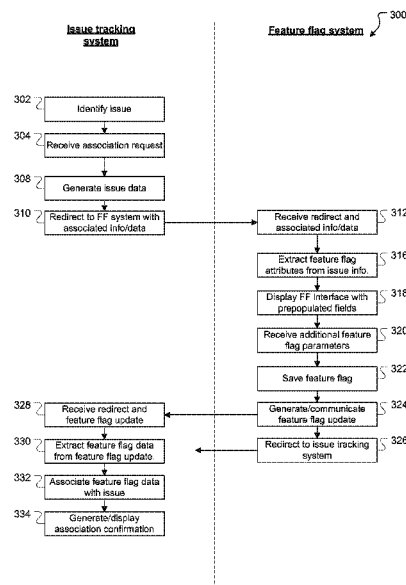 300
Issue tracking
system
Feature flag system
302
Identify issue
304
Receive association request
308
Generate issue data
310
Redirect to FF system with
associated info/data
312
Receive redirect and
associated info/data
316
Extract feature flag
attributes from issue info.
318
Display FF Interface with
prepopulated fields
320
Receive additional feature
flag parameters
322
Save feature flag
324
Generate/communicate
feature flag update
326
Redirect to issue tracking
system
328
Receive redirect and
feature flag update
330
Extract feature flag data
from feature flag update
332
Associate feature flag data
with issue
334
Generate/display
association confirmation